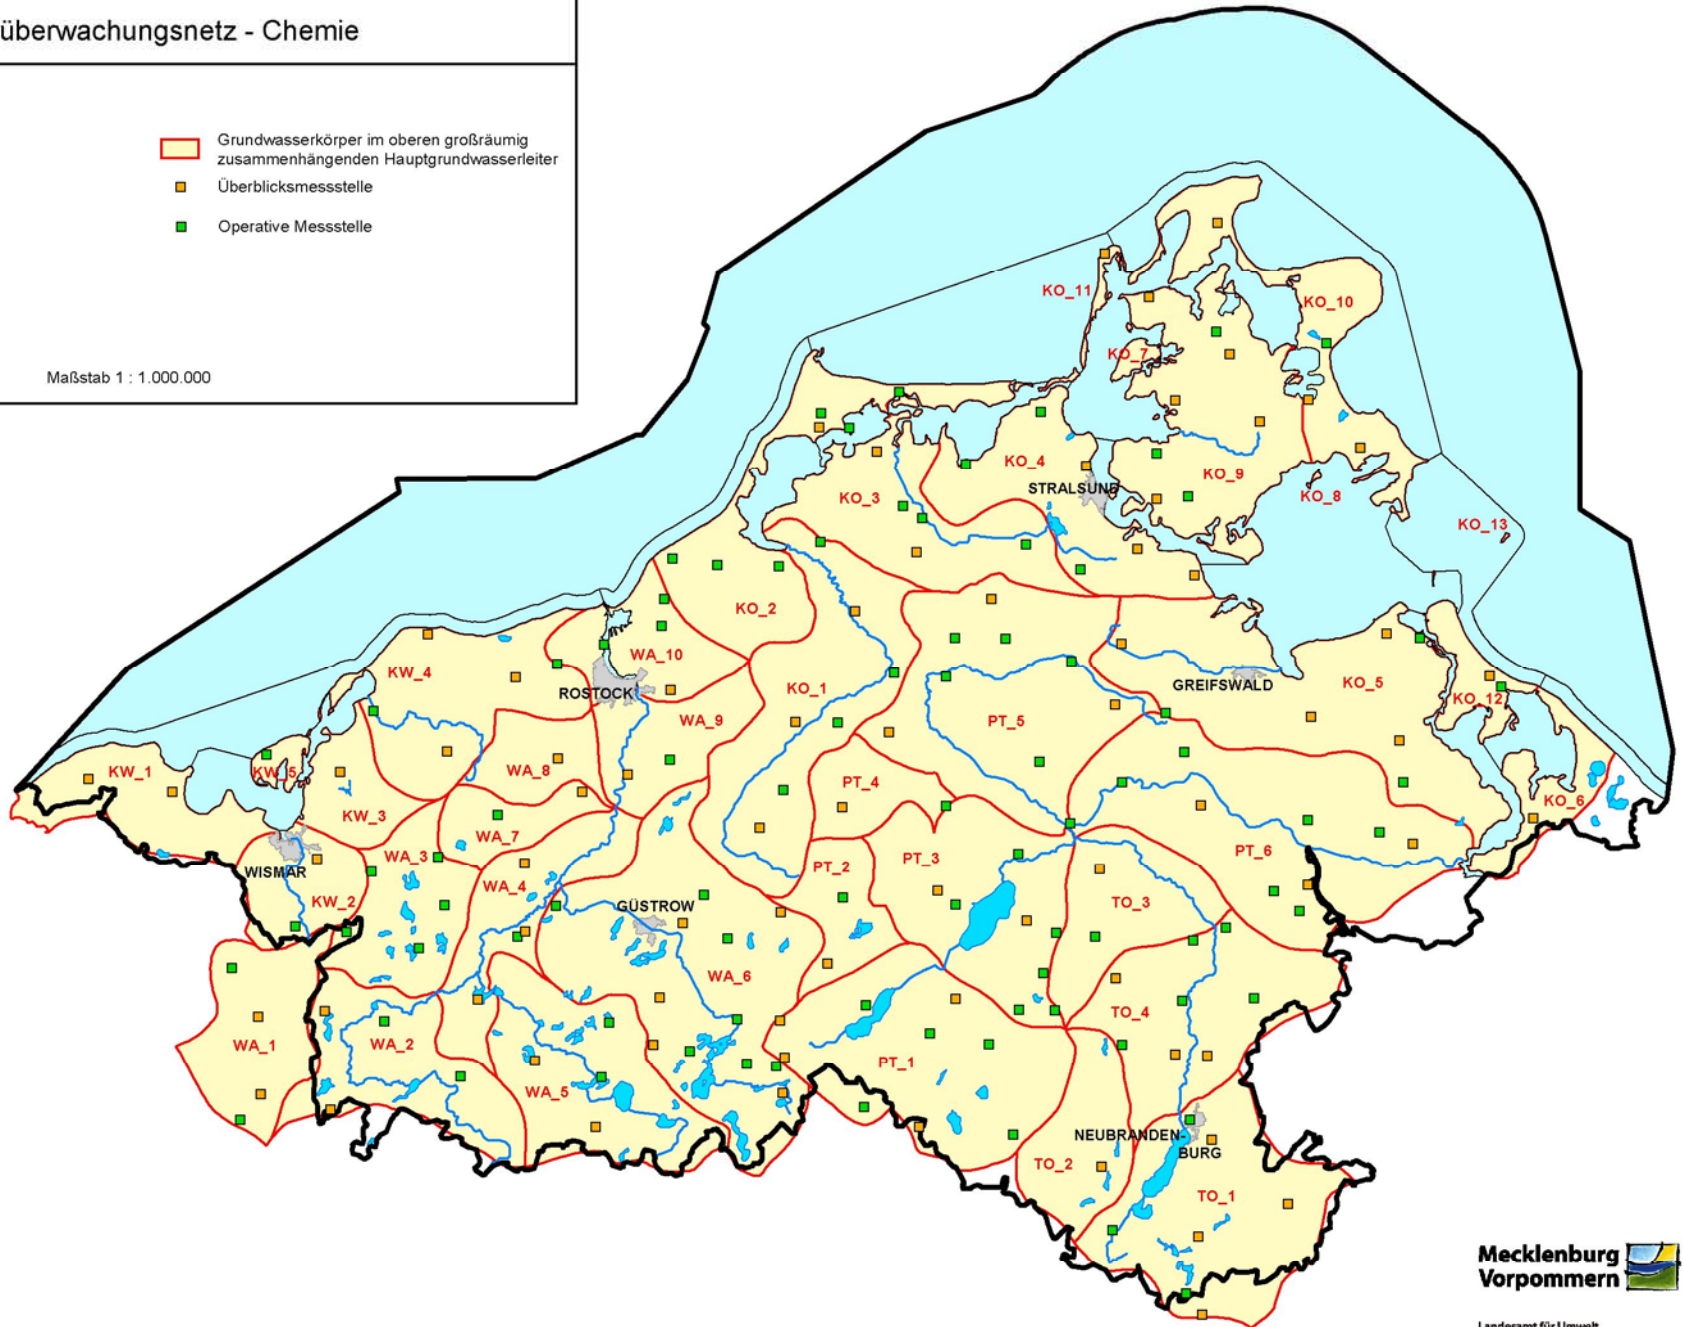 überwachungsnetz - Chemie
Grundwasserkörper im oberen großräumig
zusammenhängenden Hauptgrundwasserleiter
Überblicksmessstelle
Operative Messstelle
Maßstab 1 : 1.000.000
KO_11
KO_10
KO_7
KO_4
KO_9
STRALSUND
KO_3
KO_8
KO_13
KO_2
WA_10
KW_4
ROSTOCK
KO_1
GREIFSWALD
KO_5
KO_12
WA_9
PT_5
KW_1
KW_5
WA_8
PT_4
KO_6
KW_3
WA_7
WA_3
PT_2
PT_3
PT_6
WISMAR
WA_4
KW_2
GÜSTROW
TO_3
WA_6
TO_4
WA_1
WA_2
PT_1
WA_5
NEUBRANDEN-
BURG
TO_2
TO_1
Mecklenburg
Vorpommern
Landesamt für Umwelt